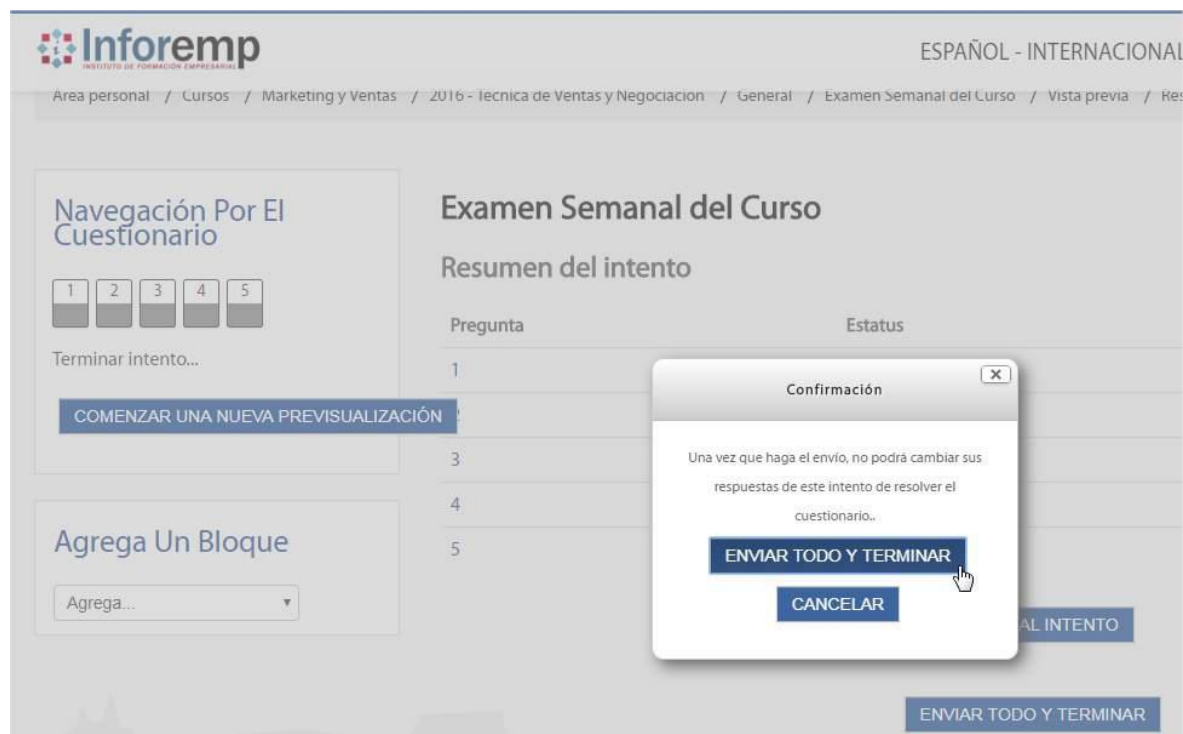 Inforemp
INSTITUTO DE FORMACIÓN EMPRESARIAL
ESPAÑOL - INTERNACIONAL
Area personal / Cursos / Marketing y Ventas / 2016 - Tecnica de Ventas y Negociacion / General / Examen Semanal del Curso / Vista previa / Res
Navegación Por El
Cuestionario
1 2 3 4 5
Terminar intento...
COMENZAR UNA NUEVA PREVISUALIZACIÓN
Agrega Un Bloque
Agrega...
Examen Semanal del Curso
Resumen del intento
Pregunta Estatus
1
3
4
5
Confirmación
Una vez que haga el envío, no podrá cambiar sus
respuestas de este intento de resolver el
cuestionario..
ENVIAR TODO Y TERMINAR
CANCELAR
AL INTENTO
ENVIAR TODO Y TERMINAR